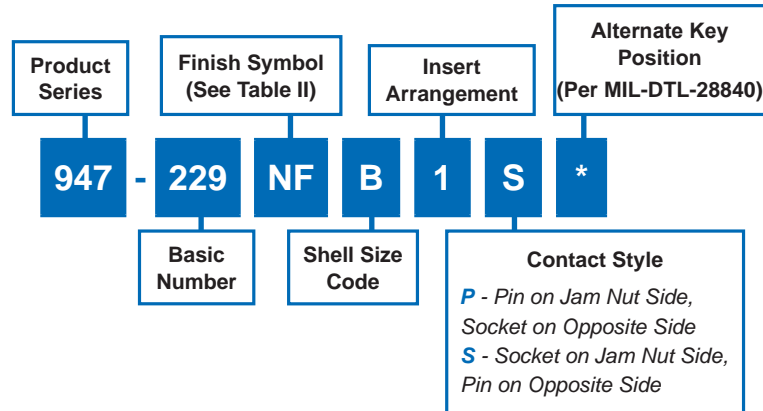 Product
Series
Finish Symbol
(See Table II)
Insert
Arrangement
Alternate Key
Position
(Per MIL-DTL-28840)
947 - 229 NF B 1 S *
Basic
Number
Shell Size
Code
Contact Style
P - Pin on Jam Nut Side,
Socket on Opposite Side
S - Socket on Jam Nut Side,
Pin on Opposite Side